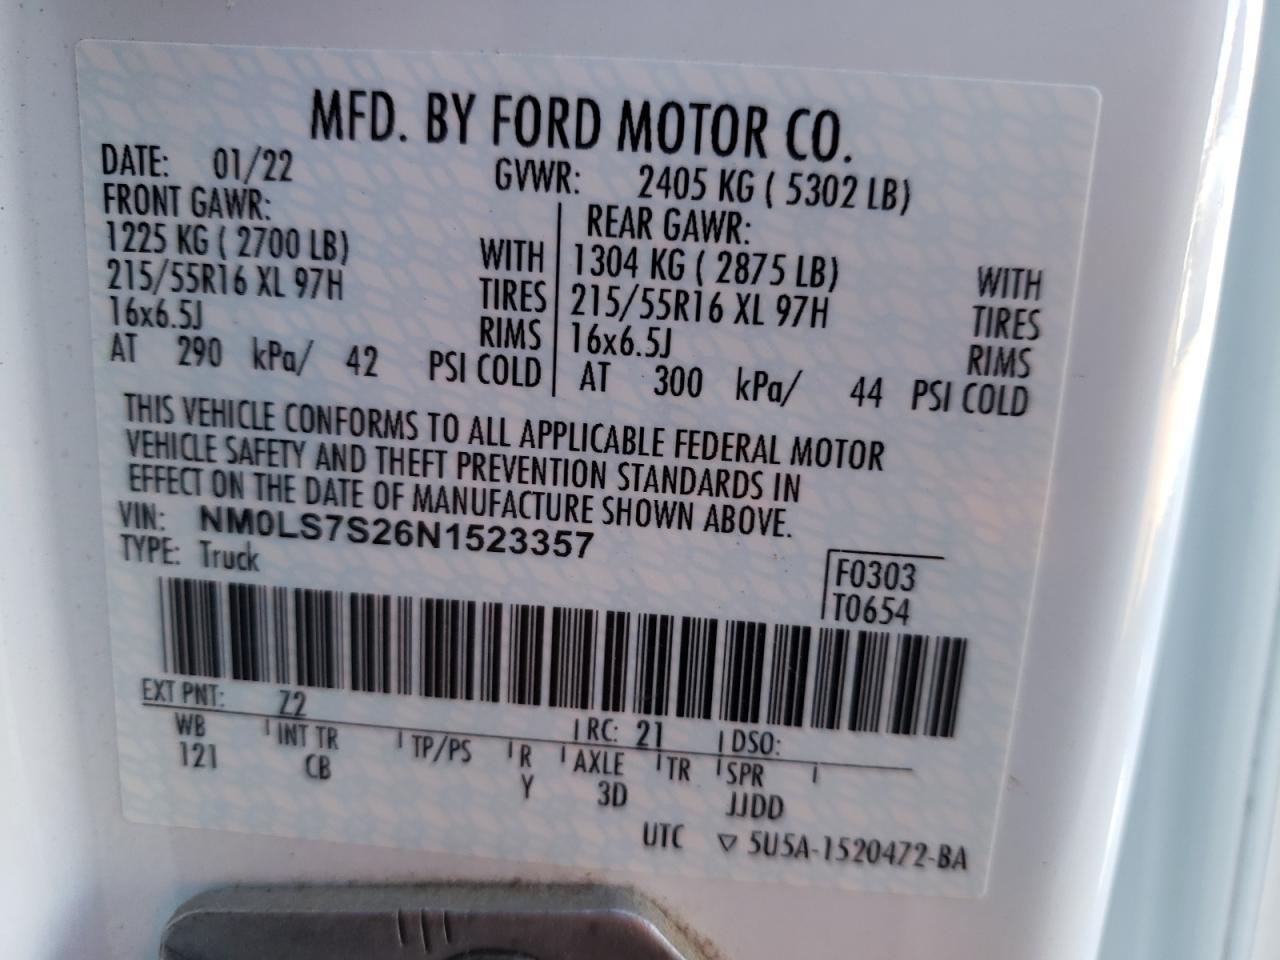 MFD. BY FORD MOTOR CO.
DATE: 01/22 GVWR: 2405 KG ( 5302 LB)
FRONT GAWR: REAR GAWR:
1225 KG ( 2700 LB) WITH 1304 KG ( 2875 LB) WITH
215/55R16 XL 97H TIRES 215/55R16 XL 97H TIRES
16x6.5J RIMS 16x6.5J RIMS
AT 290 kPa/ 42 PSI COLD AT 300 kPa/ 44 PSI COLD
THIS VEHICLE CONFORMS TO ALL APPLICABLE FEDERAL MOTOR
VEHICLE SAFETY AND THEFT PREVENTION STANDARDS IN
EFFECT ON THE DATE OF MANUFACTURE SHOWN ABOVE.
VIN: NM0LS7S26N1523357
TYPE: Truck F0303
T0654
EXT PNT: Z2 RC: 21 DSO:
WB INT TR TP/PS R AXLE TR SPR
121 CB Y 3D JJDD
UTC ▽ 5U5A-1520472-BA